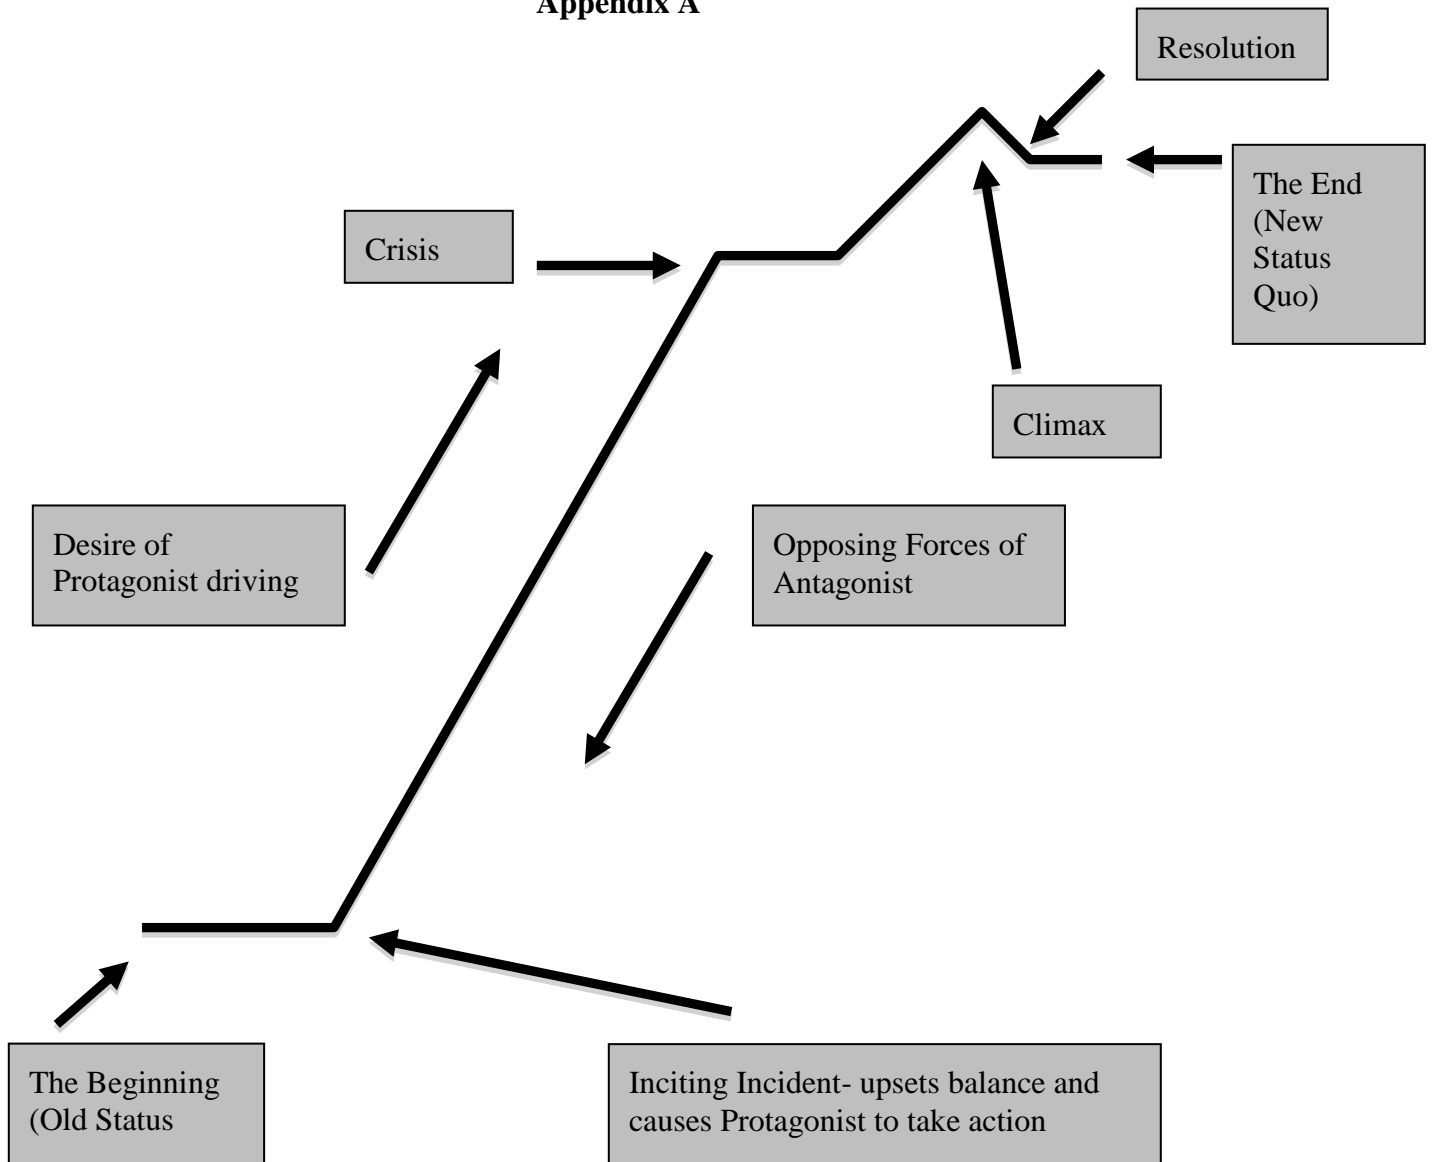 Appendix A
Resolution
The End
(New
Status
Quo)
Crisis
Climax
Desire of
Protagonist driving
Opposing Forces of
Antagonist
The Beginning
(Old Status
Inciting Incident- upsets balance and
causes Protagonist to take action